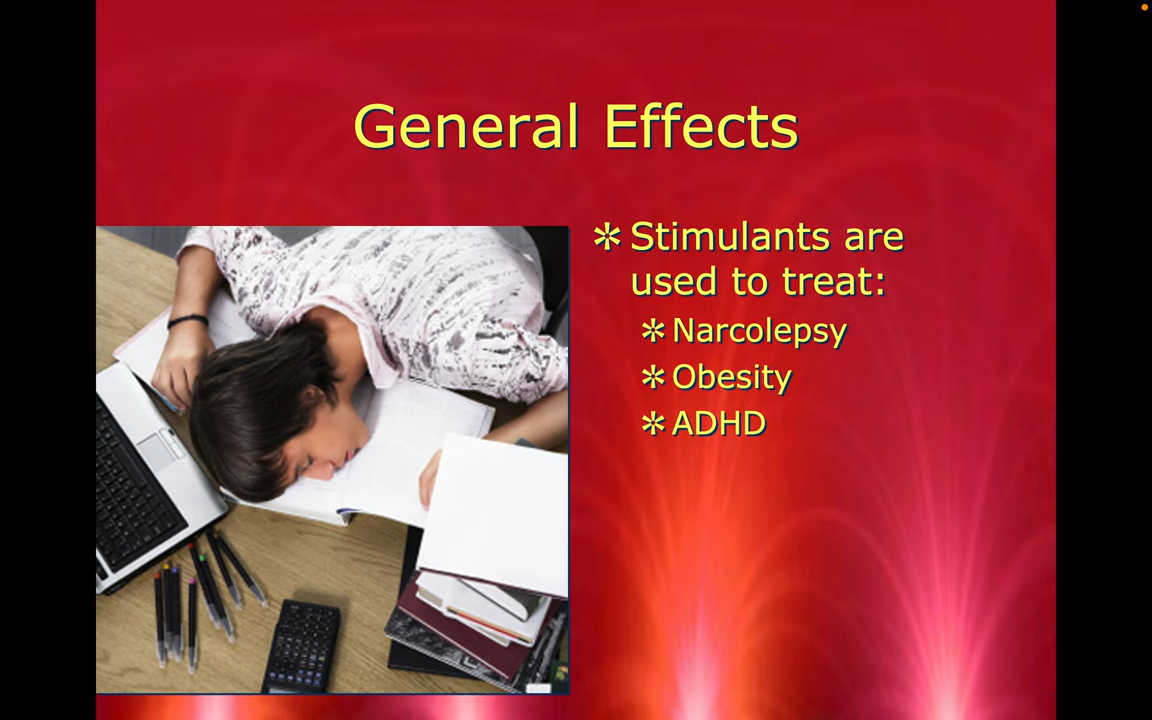 General Effects
✲ Stimulants are
used to treat:
✲ Narcolepsy
✲ Obesity
✲ ADHD